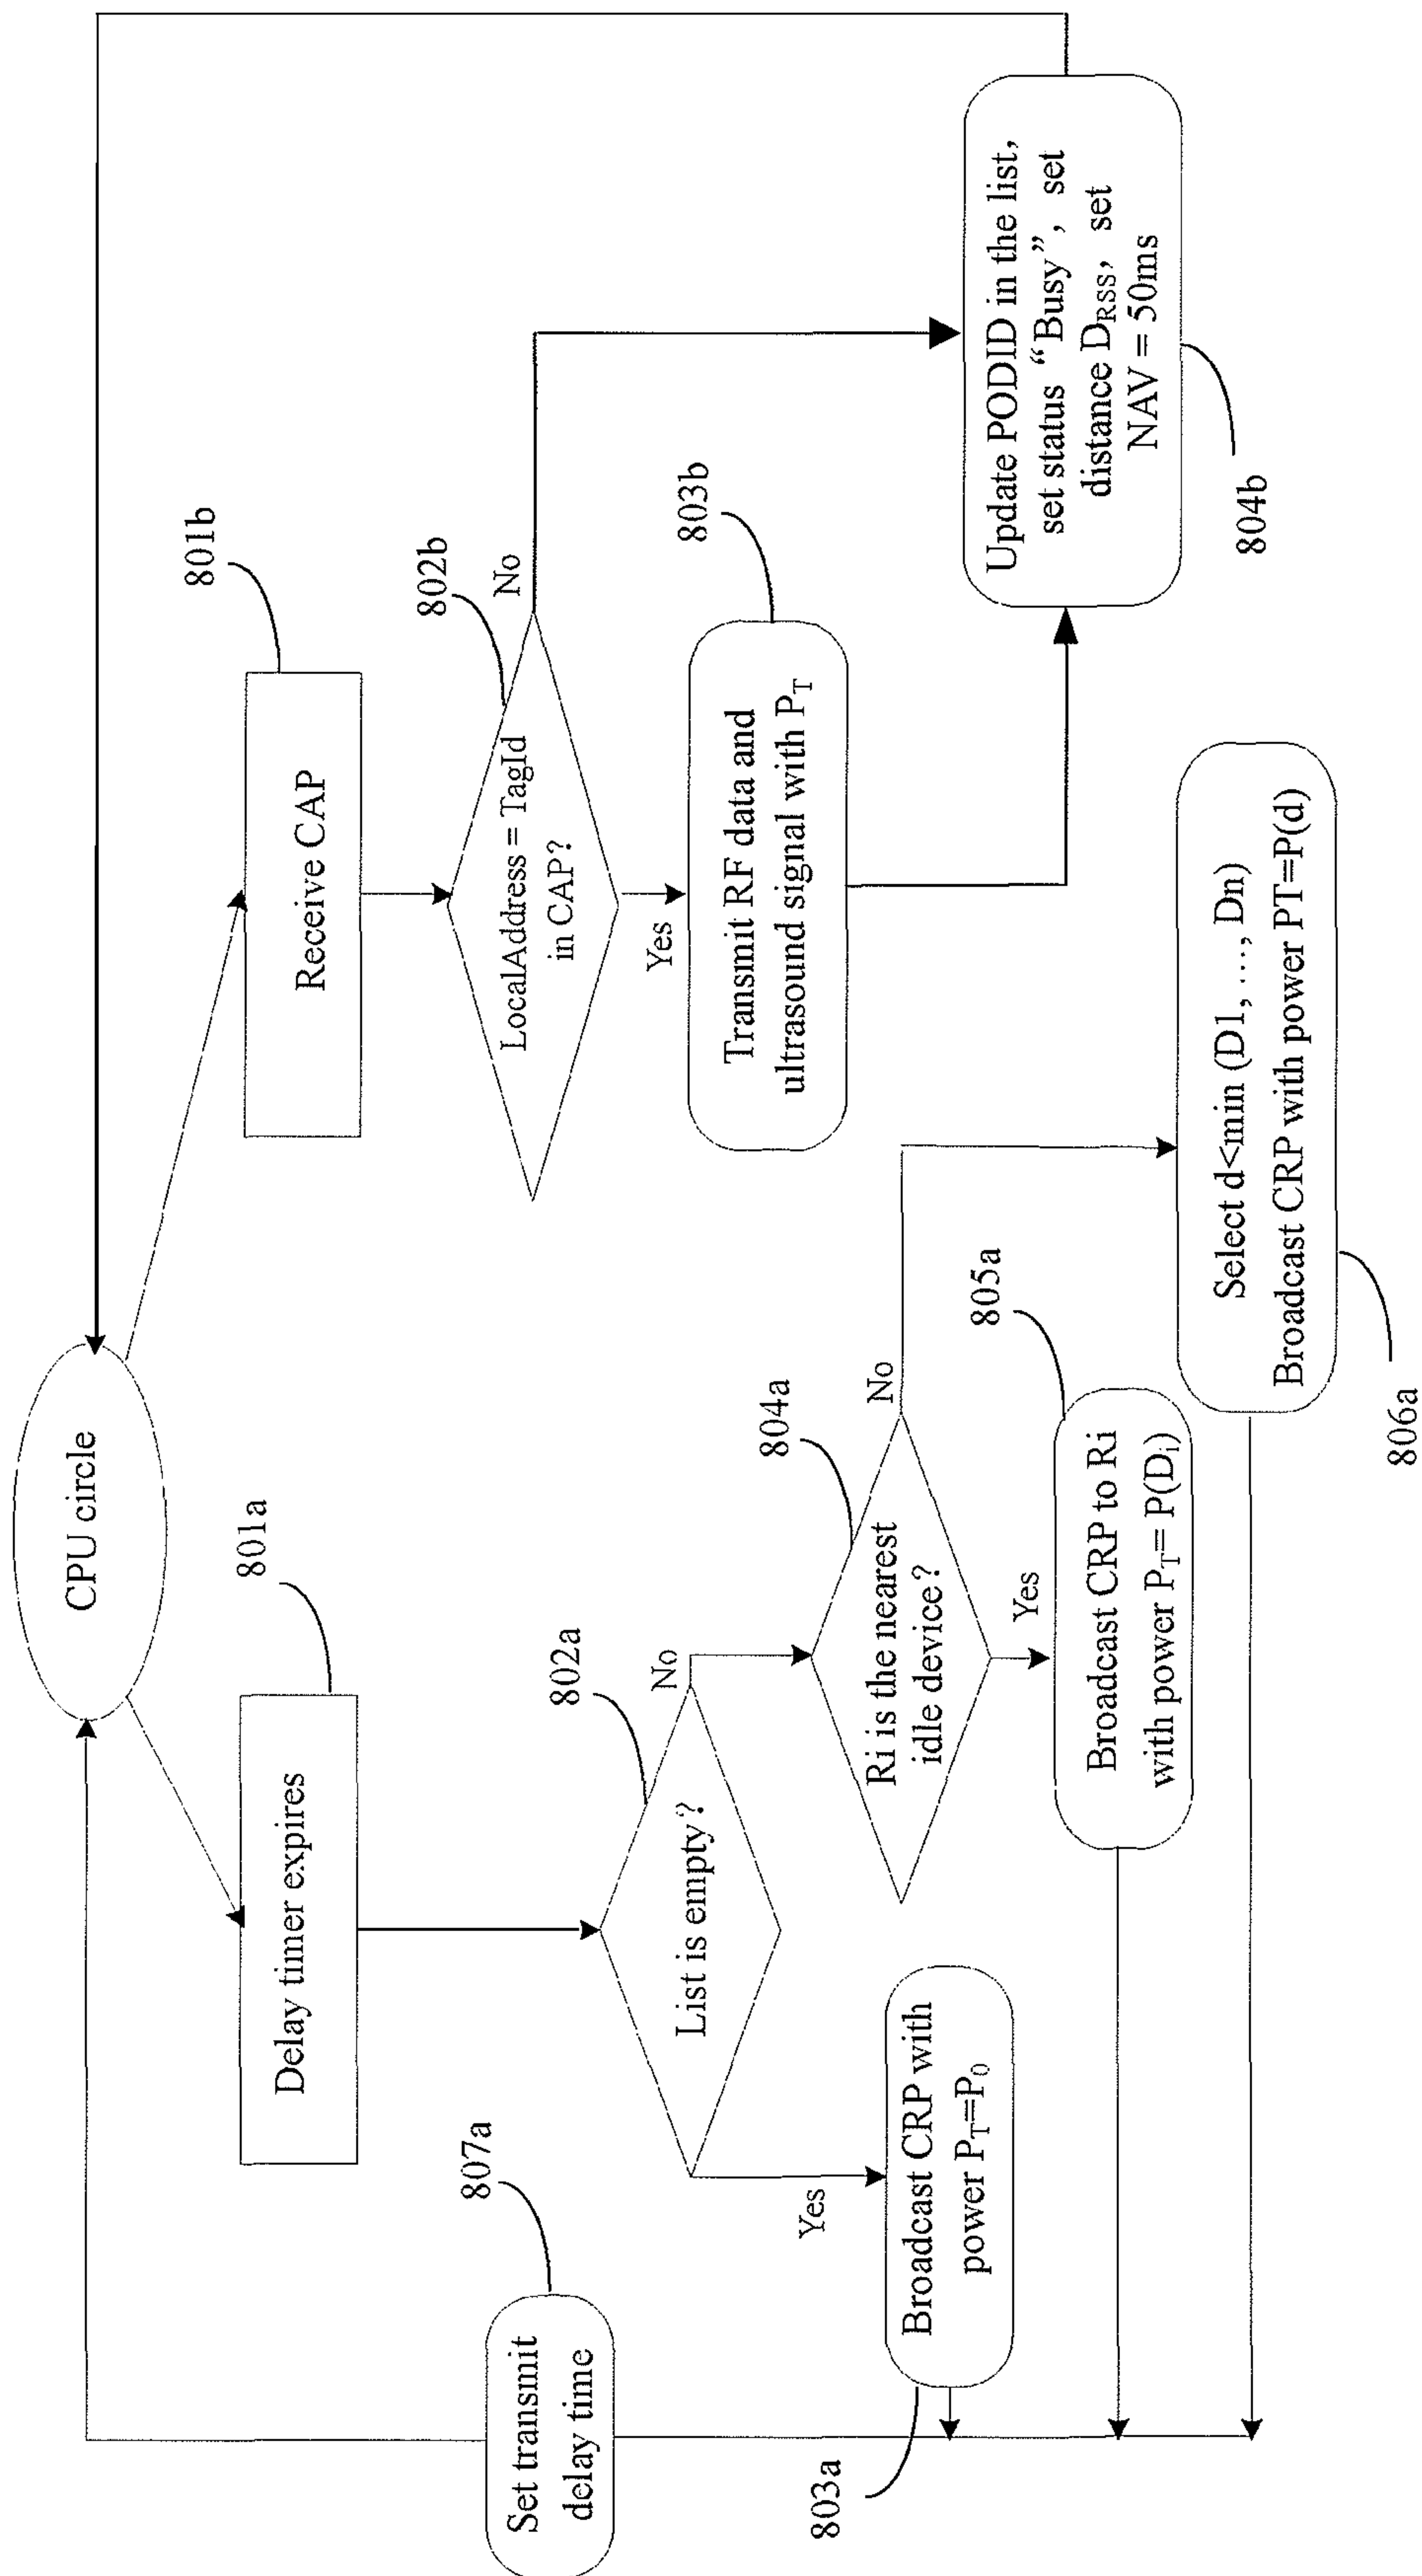 CPU circle
801a
Delay timer expires
802a
List is empty?
Yes
No
803a
Broadcast CRP with
power PT=P0
804a
Ri is the nearest
idle device?
Yes
No
805a
Broadcast CRP to Ri
with power PT= P(Di)
806a
Select d<min (D1, ..., Dn)
Broadcast CRP with power PT=P(d)
807a
Set transmit
delay time
801b
Receive CAP
802b
LocalAddress = TagId
in CAP?
Yes
No
803b
Transmit RF data and
ultrasound signal with PT
804b
Update PODID in the list,
set status “Busy”, set
distance DRSS, set
NAV = 50ms